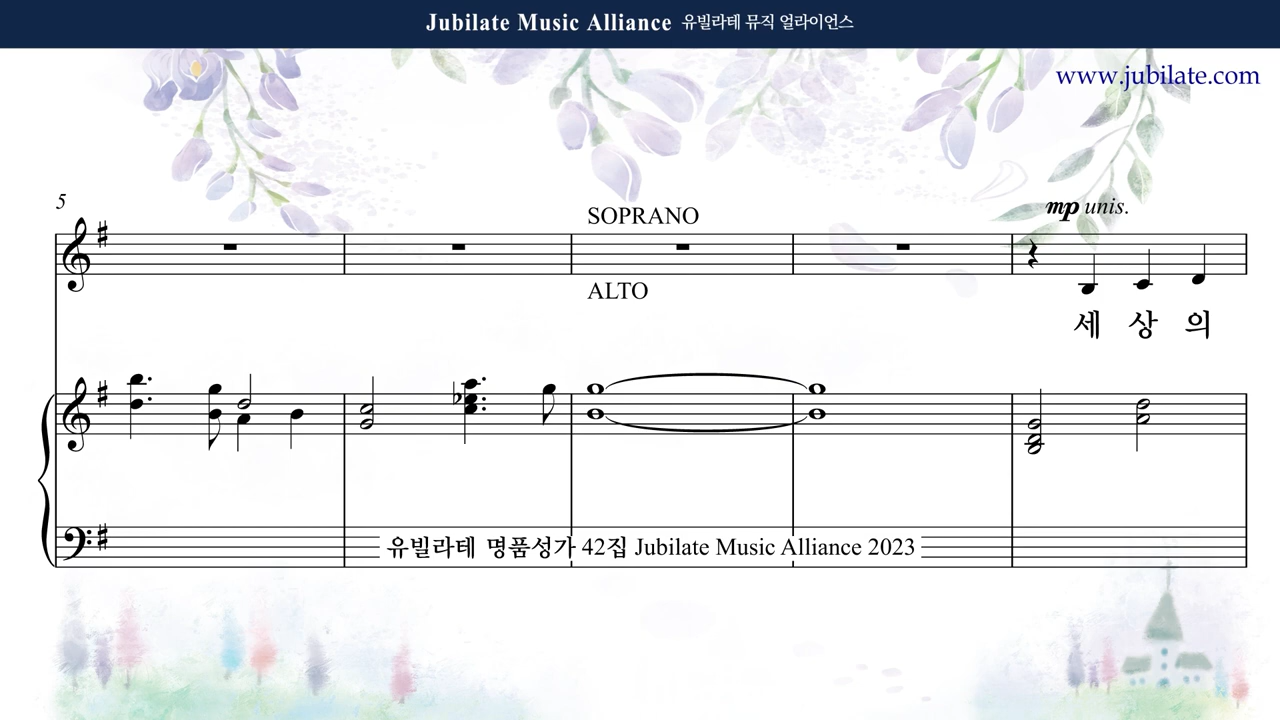 Jubilate Music Alliance 유빌라테 뮤직 얼라이언스
www.jubilate.com
5
SOPRANO
mp unis.
ALTO
세 상 의
유빌라테 명품성가 42집 Jubilate Music Alliance 2023